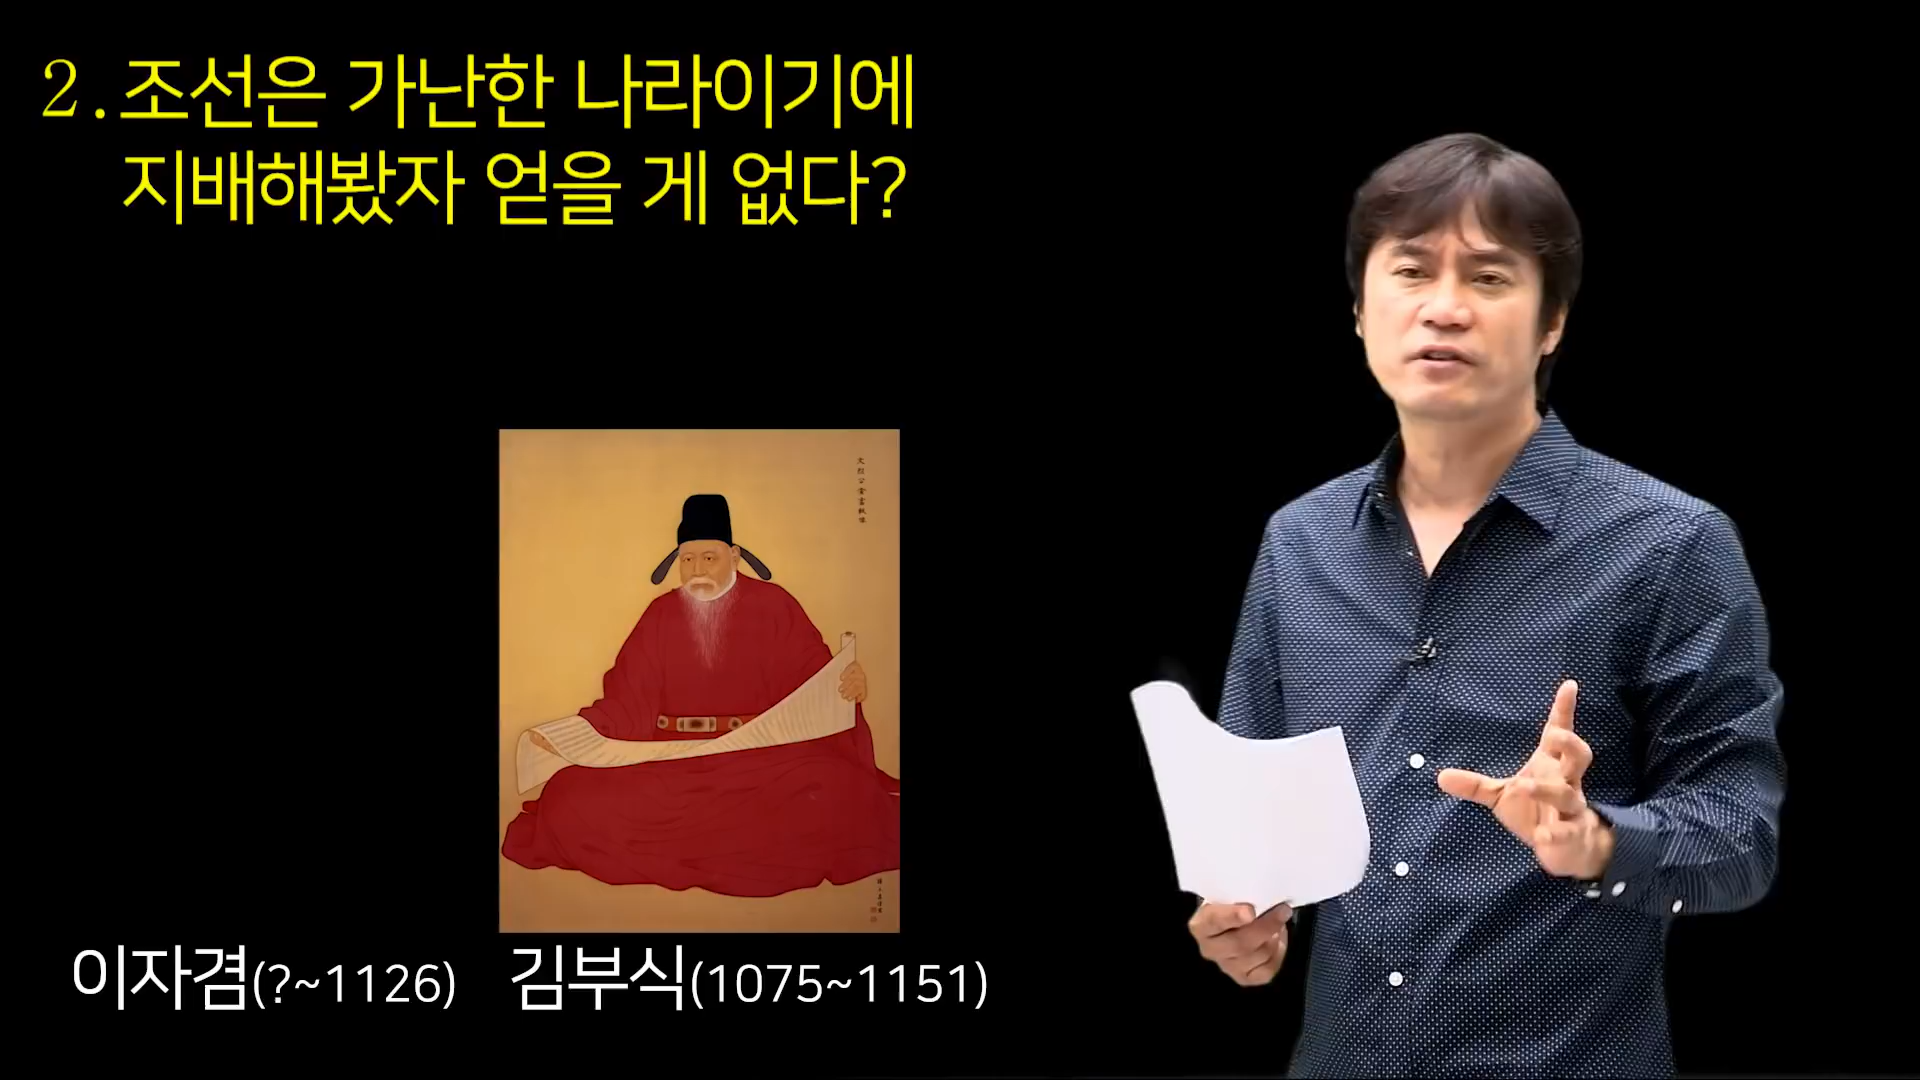 2.조선은 가난한 나라이기에
지배해봤자 얻을 게 없다?
이자겸(?~1126) 김부식(1075~1151)